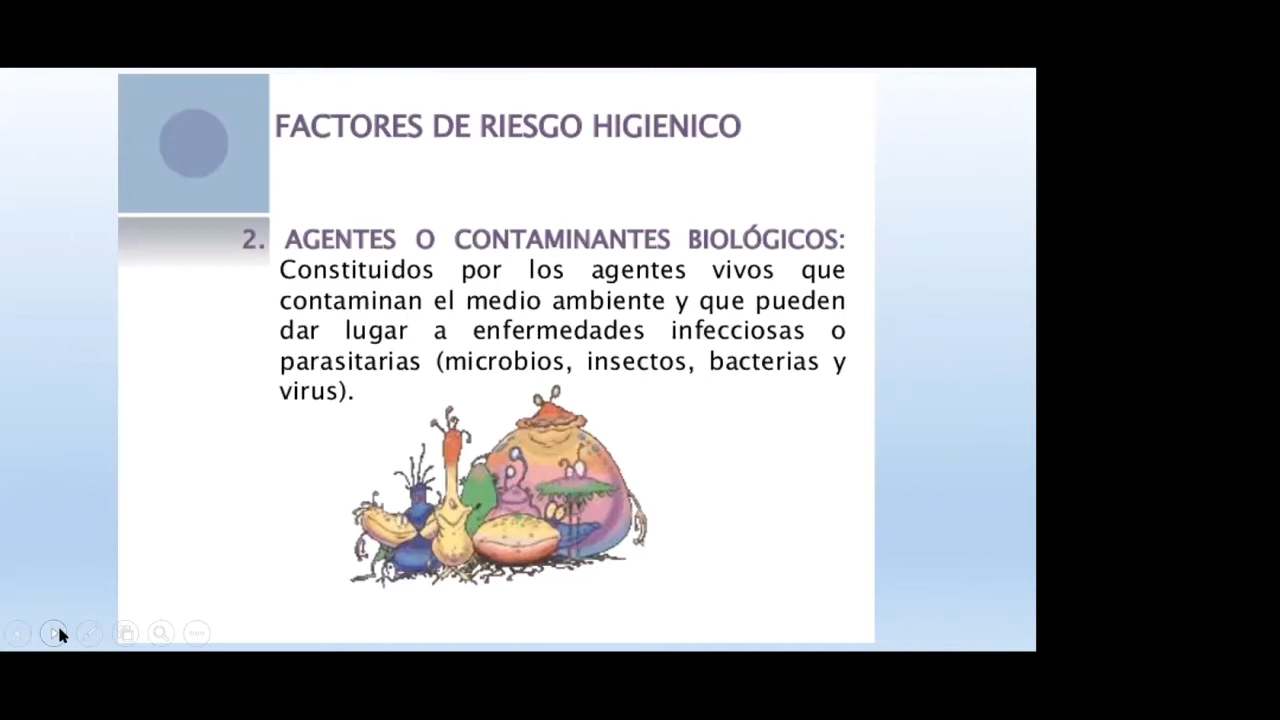 FACTORES DE RIESGO HIGIENICO
2. AGENTES O CONTAMINANTES BIOLÓGICOS:
Constituidos por los agentes vivos que
contaminan el medio ambiente y que pueden
dar lugar a enfermedades infecciosas o
parasitarias (microbios, insectos, bacterias y
virus).